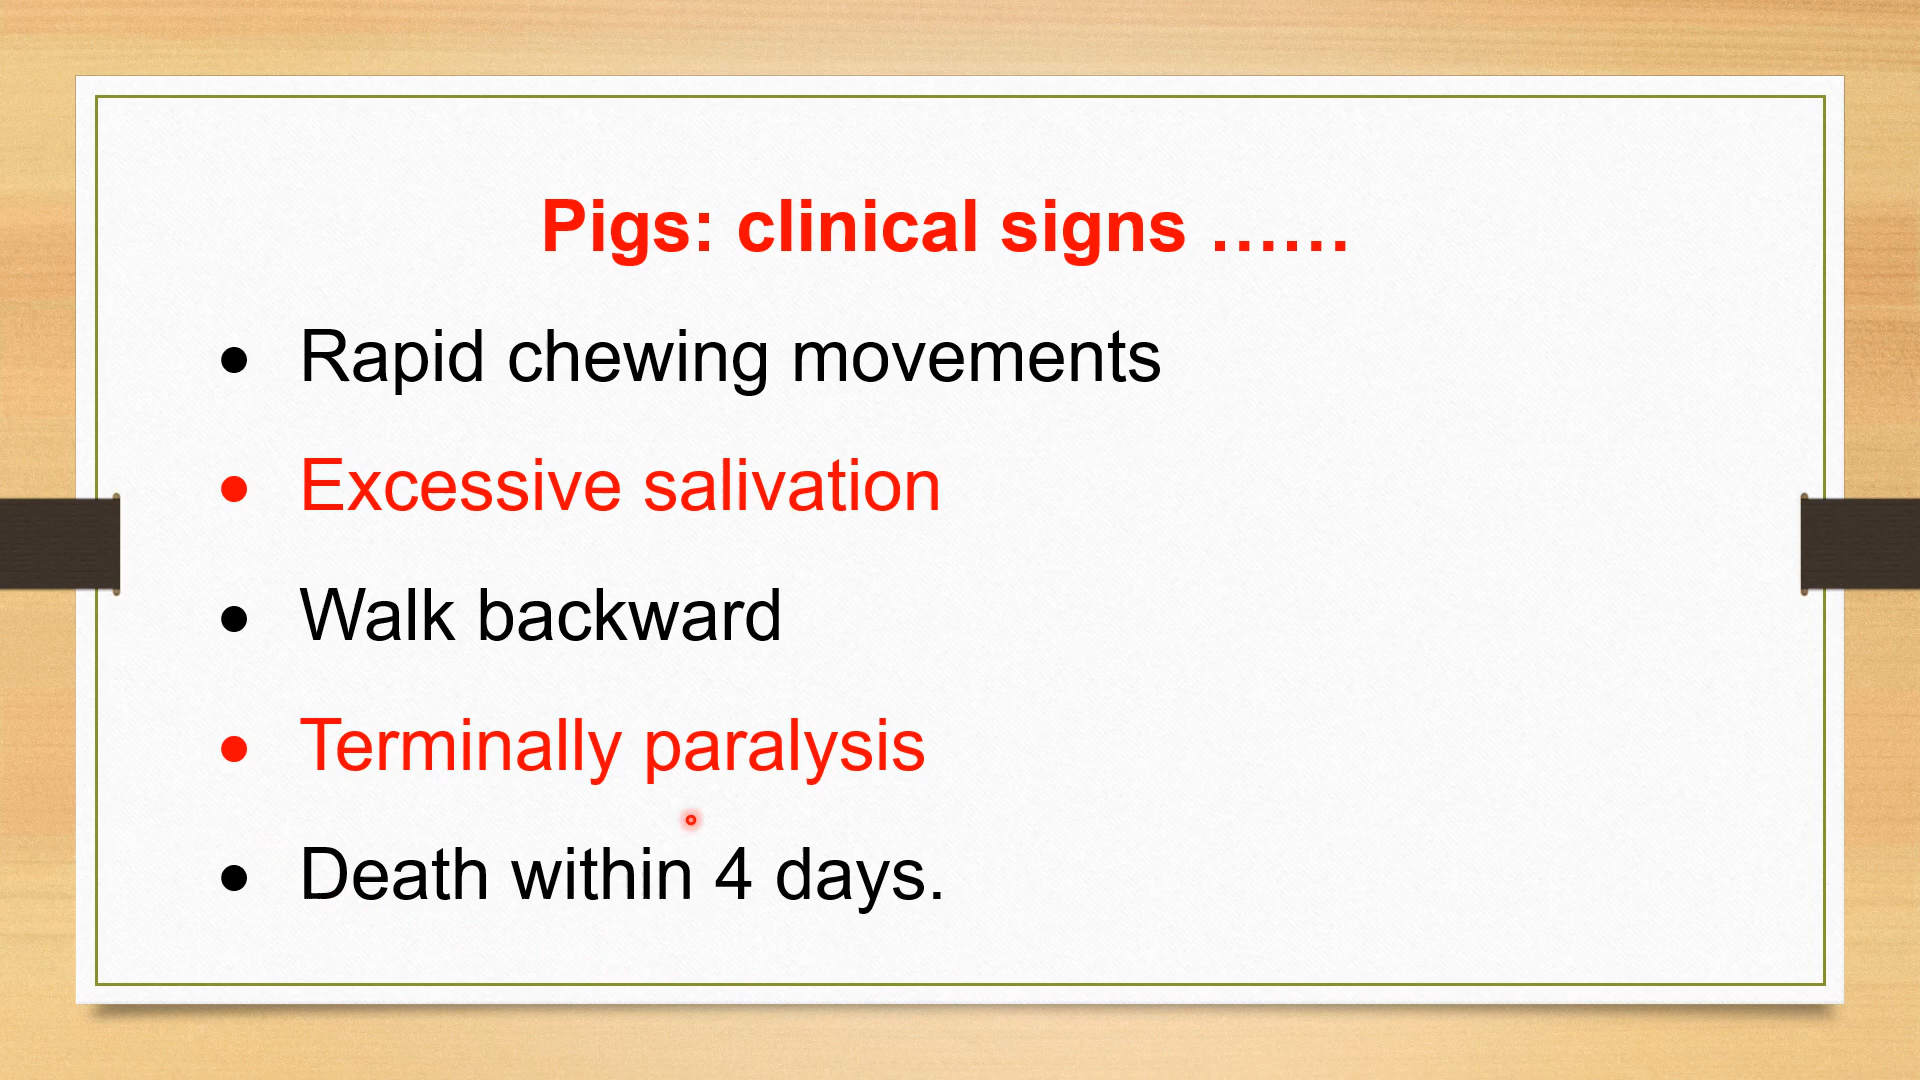 Pigs: clinical signs ……
● Rapid chewing movements
● Excessive salivation
● Walk backward
● Terminally paralysis
● Death within 4 days.